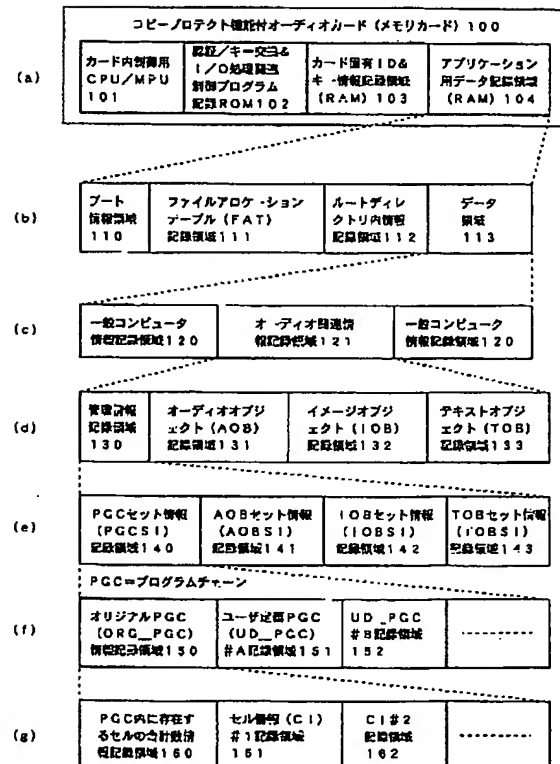 コピープロテクト機能付オーディオカード (メモリカード) 100
(a)
カード内制御用
CPU/MPU
101
認証/キー交換&
I/O処理関連
制御プログラム
記録ROM102
カード固有ID&
キー情報記録領域
(RAM) 103
アプリケーション
用データ記録領域
(RAM) 104
(b)
ブート
情報領域
110
ファイルアロケーション
テーブル(FAT)
記録領域111
ルートディレ
クトリ内情報
記録領域112
データ
領域
113
(c)
一般コンピュータ
情報記録領域120
オーディオ関連情
報記録領域121
一般コンピュータ
情報記録領域120
(d)
管理情報
記録領域
130
オーディオオブジ
ェクト(AOB)
記録領域131
イメージオブジ
ェクト(IOB)
記録領域132
テキストオブジ
ェクト(TOB)
記録領域133
(e)
PGCセット情報
(PGCSI)
記録領域140
AOBセット情報
(AOBSI)
記録領域141
IOBセット情報
(IOBSI)
記録領域142
TOBセット情報
(TOBSI)
記録領域143
PGC=プログラムチェーン
(f)
オリジナルPGC
(ORG_PGC)
情報記録領域150
ユーザ定義PGC
(UD_PGC)
#A記録領域151
UD_PGC
#B記録領域
152
(g)
PGC内に存在す
るセルの合計数情
報記録領域160
セル情報(CI)
#1記録領域
161
CI#2
記録領域
162